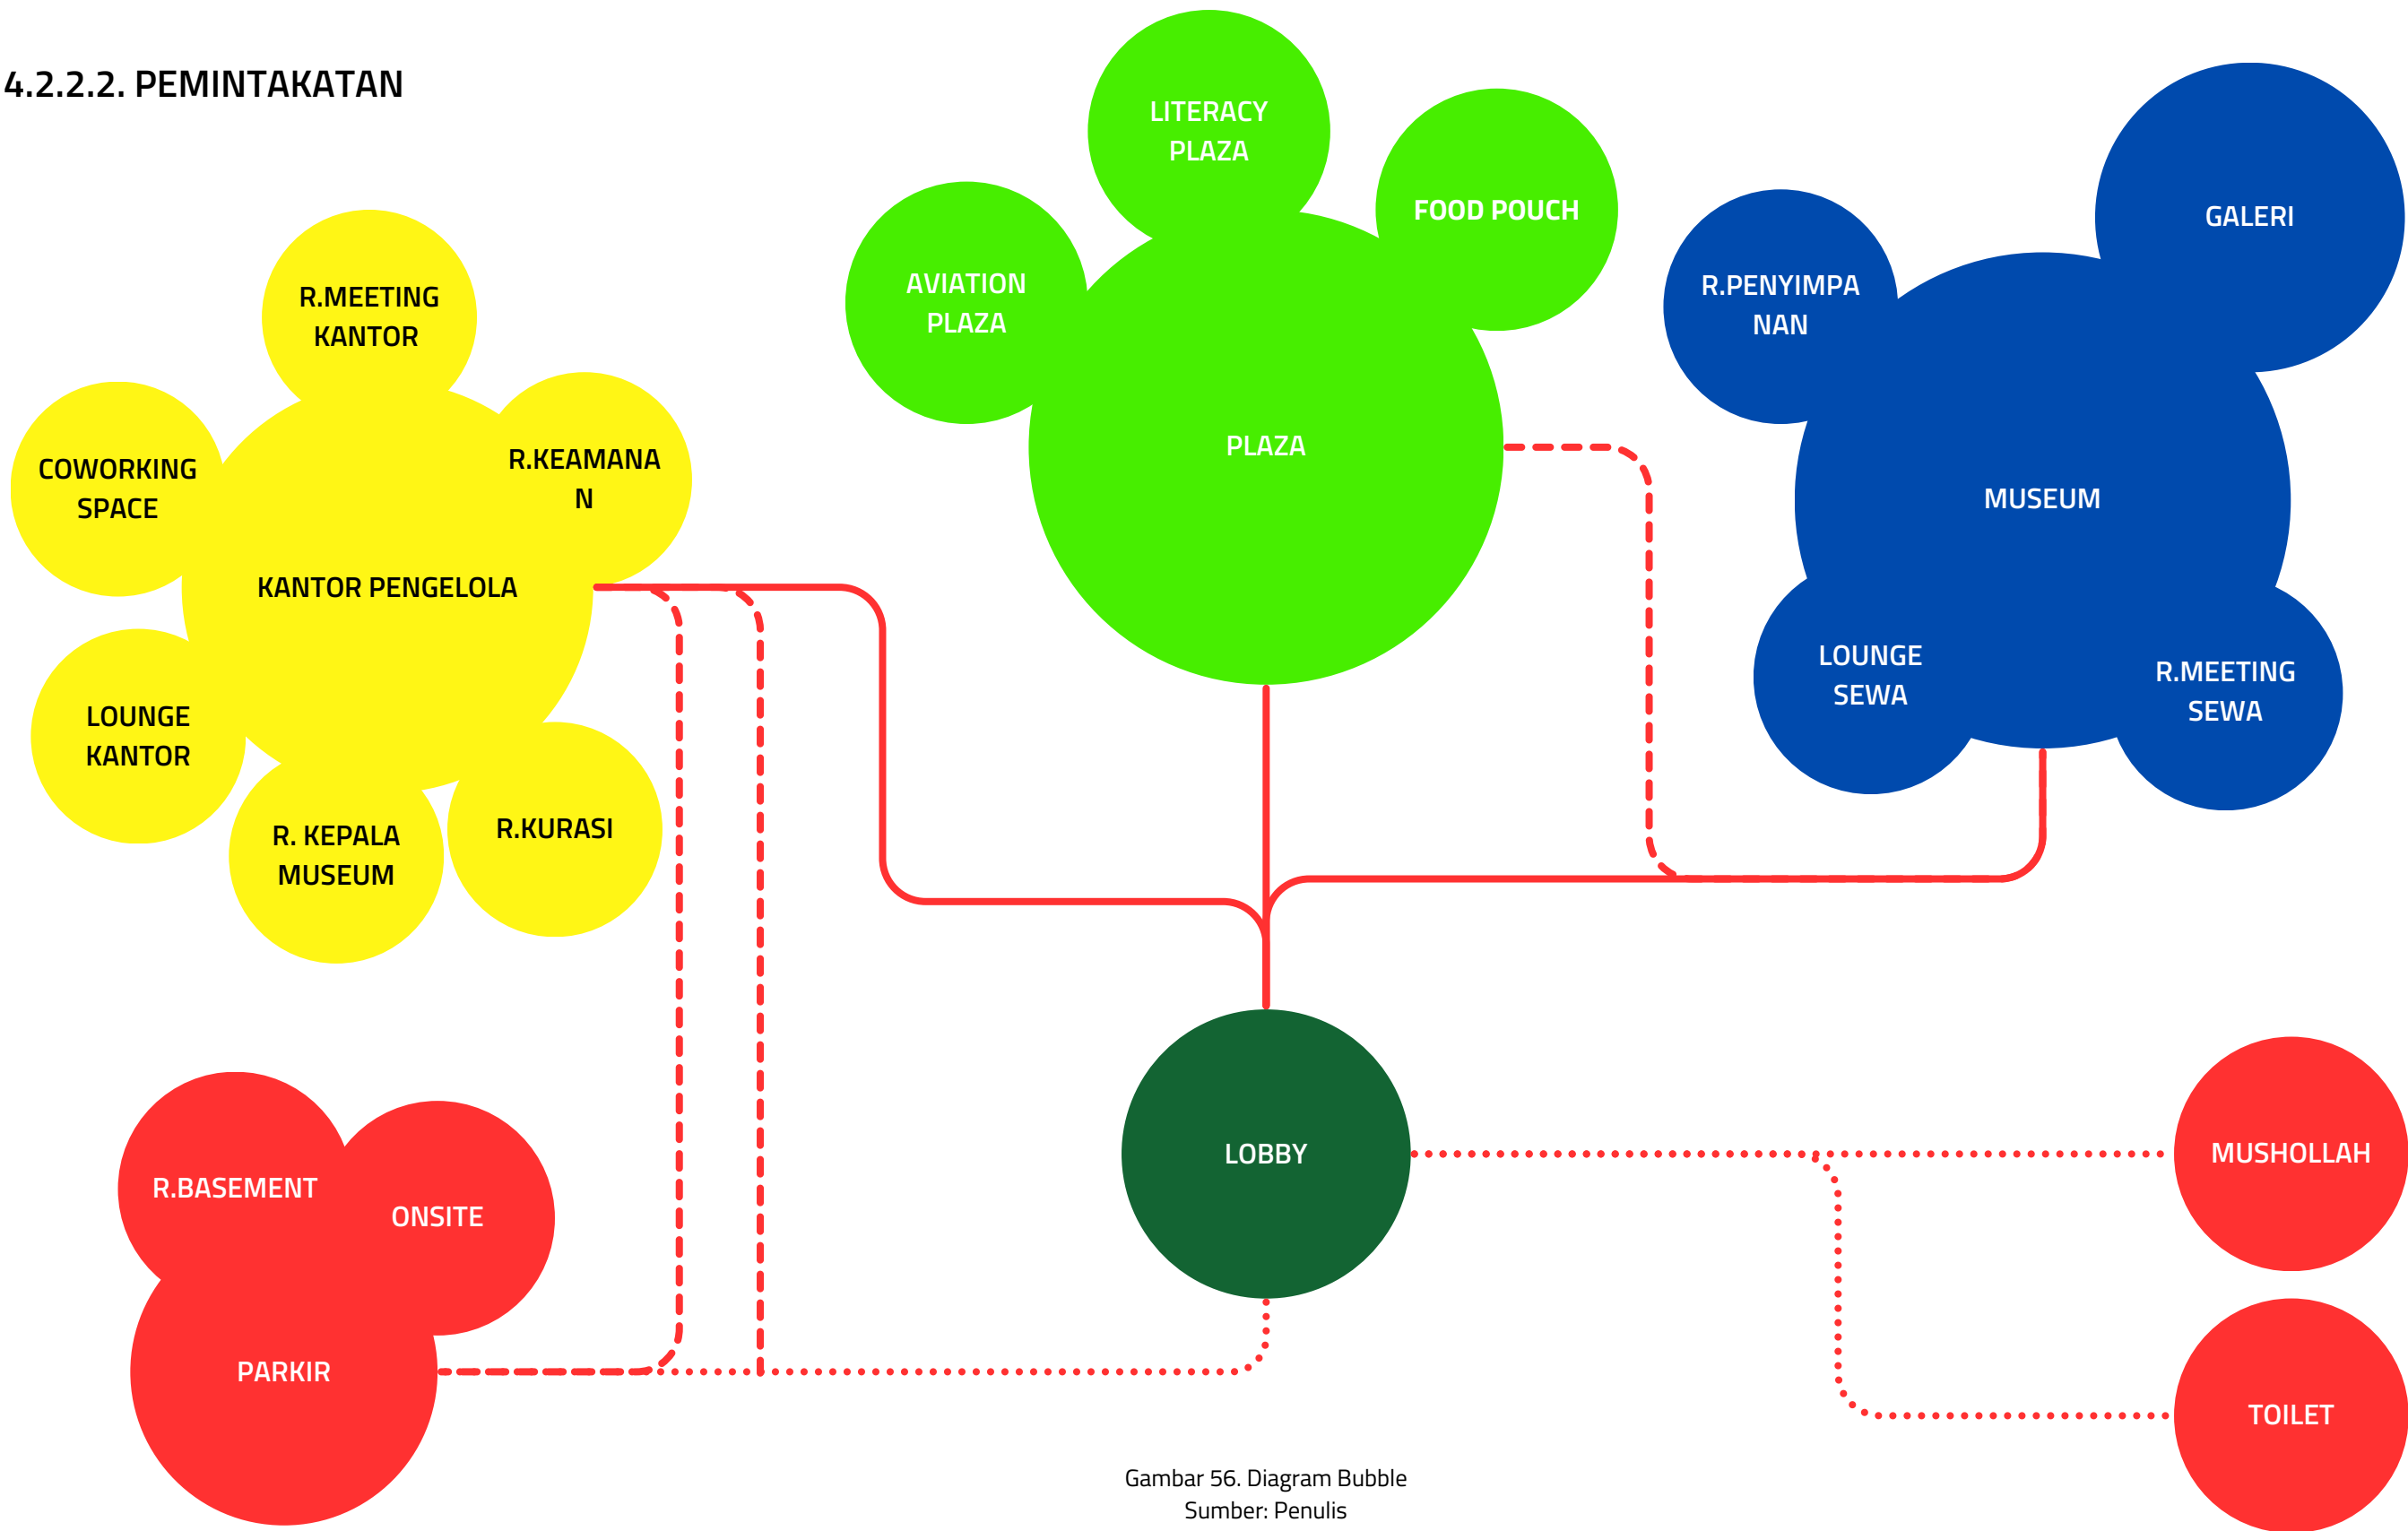 4.2.2.2. PEMINTAKATAN
LITERACY
PLAZA
FOOD POUCH
AVIATION
PLAZA
PLAZA
GALERI
R.PENYIMPA
NAN
MUSEUM
LOUNGE
SEWA
R.MEETING
SEWA
R.MEETING
KANTOR
COWORKING
SPACE
R.KEAMANA
N
KANTOR PENGELOLA
LOUNGE
KANTOR
R. KEPALA
MUSEUM
R.KURASI
LOBBY
R.BASEMENT
ONSITE
PARKIR
MUSHOLLAH
TOILET
Gambar 56. Diagram Bubble
Sumber: Penulis